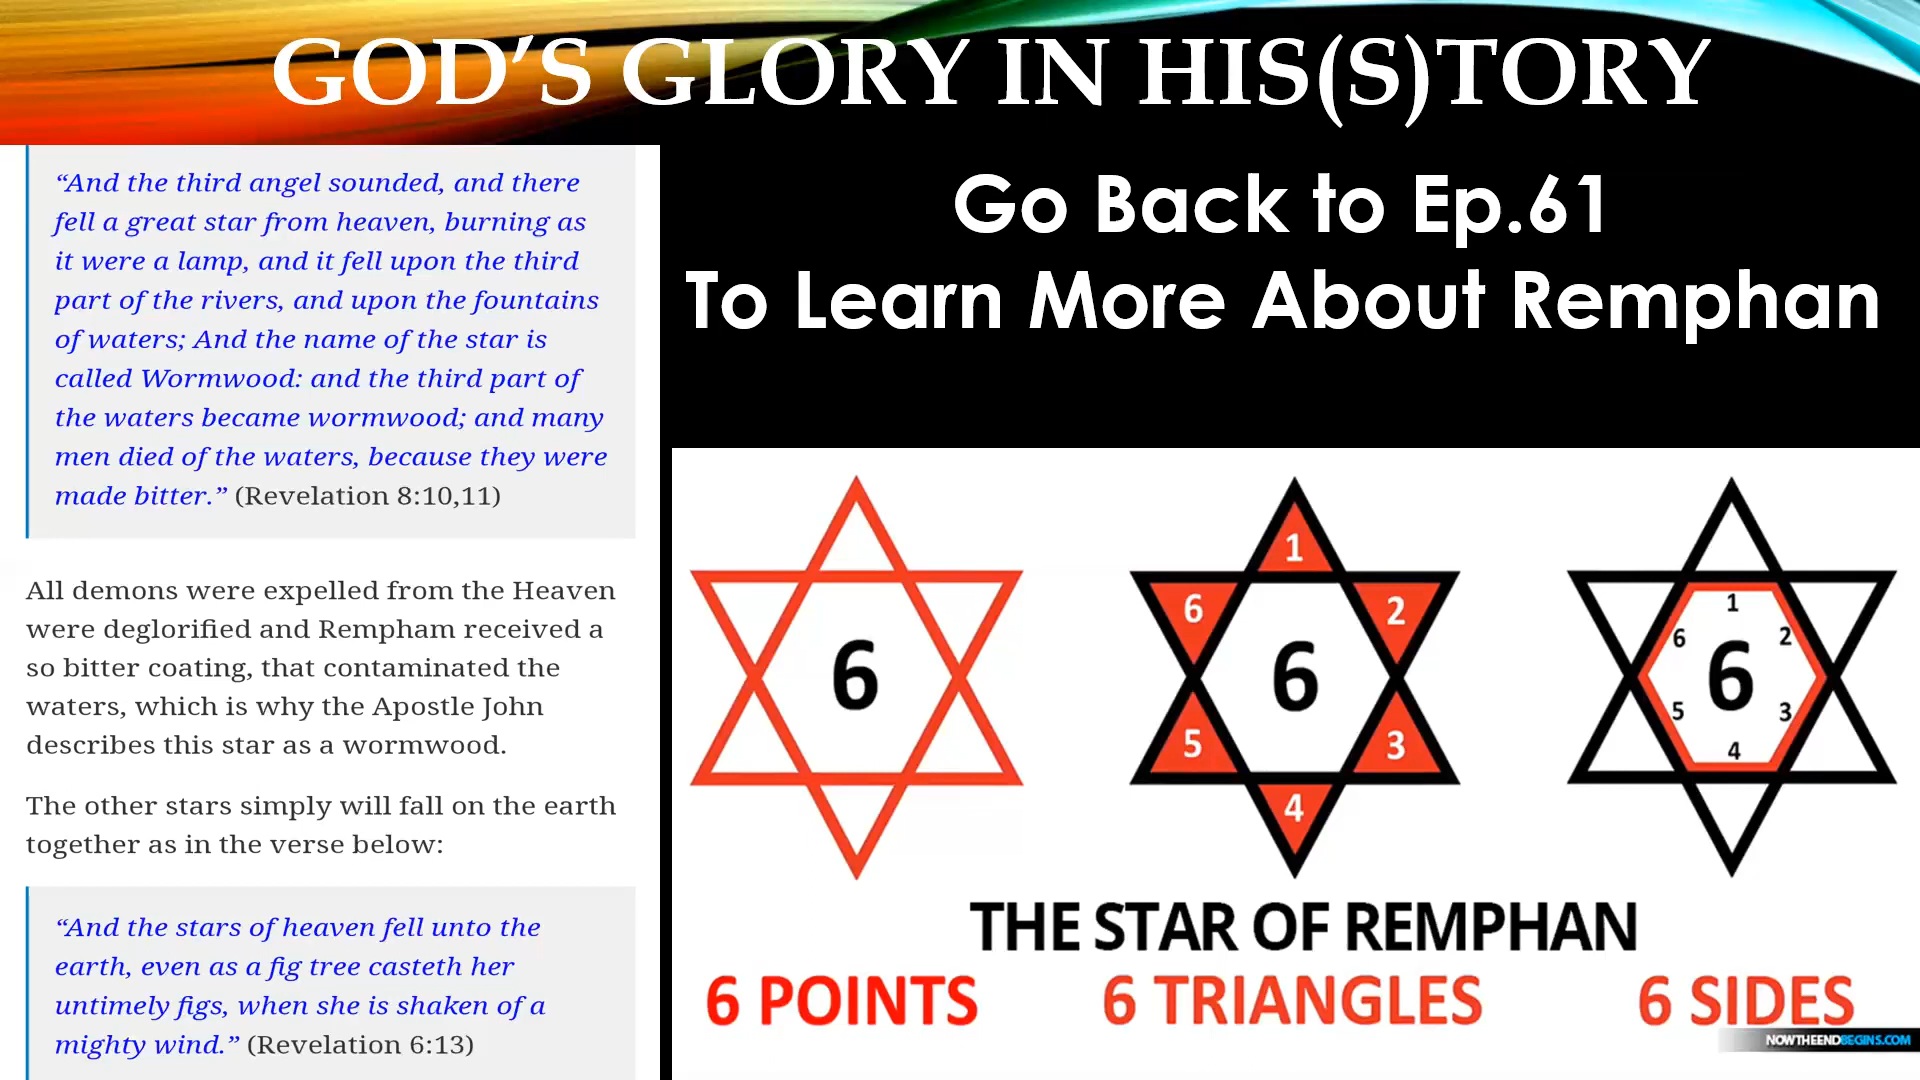 GOD’S GLORY IN HIS(S)TORY
“And the third angel sounded, and there
fell a great star from heaven, burning as
it were a lamp, and it fell upon the third
part of the rivers, and upon the fountains
of waters; And the name of the star is
called Wormwood: and the third part of
the waters became wormwood; and many
men died of the waters, because they were
made bitter.” (Revelation 8:10,11)
All demons were expelled from the Heaven
were deglorified and Rempham received a
so bitter coating, that contaminated the
waters, which is why the Apostle John
describes this star as a wormwood.
The other stars simply will fall on the earth
together as in the verse below:
“And the stars of heaven fell unto the
earth, even as a fig tree casteth her
untimely figs, when she is shaken of a
mighty wind.” (Revelation 6:13)
Go Back to Ep.61
To Learn More About Remphan
6
1
6
2
6
5
3
4
1
6
2
6
5
3
4
THE STAR OF REMPHAN
6 POINTS
6 TRIANGLES
6 SIDES
NOWTHEENDBEGINS.COM